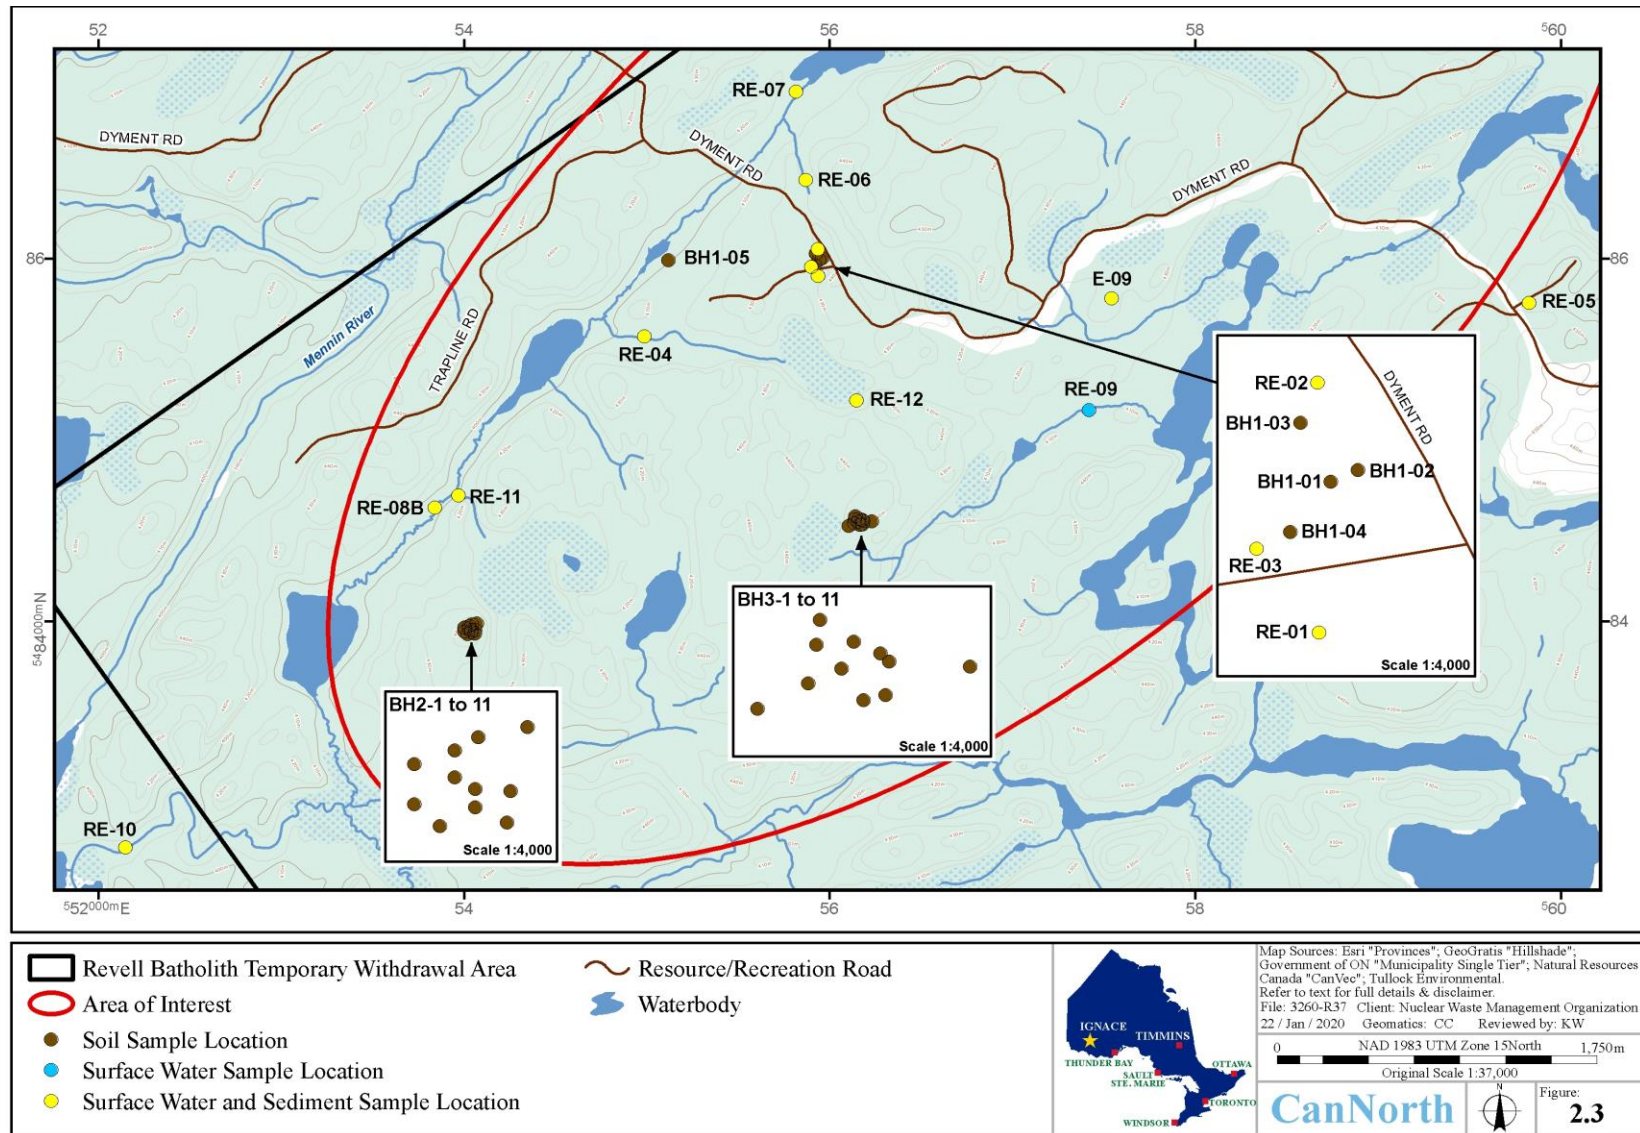 52
54
56
58
560
RE-07
DYMENT RD
DYMENT RD
DYMENT RD
RE-06
86
BH1-05
E-09
86
RE-05
Mennin River
TRAPLINE RD
RE-04
RE-12
RE-09
RE-02
DYMENT RD
BH1-03
BH1-02
BH1-01
BH1-04
RE-03
RE-01
Scale 1:4,000
RE-11
RE-08B
5484000mN
84
BH3-1 to 11
Scale 1:4,000
BH2-1 to 11
Scale 1:4,000
RE-10
552000mE
54
56
58
560
Revell Batholith Temporary Withdrawal Area
Area of Interest
Soil Sample Location
Surface Water Sample Location
Surface Water and Sediment Sample Location
Resource/Recreation Road
Waterbody
IGNACE
TIMMINS
THUNDER BAY
OTTAWA
SAULT
STE. MARIE
TORONTO
WINDSOR
Map Sources: Esri "Provinces"; GeoGratis "Hillshade";
Government of ON "Municipality Single Tier"; Natural Resources
Canada "CanVec"; Tullock Environmental.
Refer to text for full details & disclaimer.
File: 3260-R37 Client: Nuclear Waste Management Organization
22 / Jan / 2020 Geomatics: CC Reviewed by: KW
0 NAD 1983 UTM Zone 15North 1,750m
Original Scale 1:37,000
CanNorth
N
Figure:
2.3